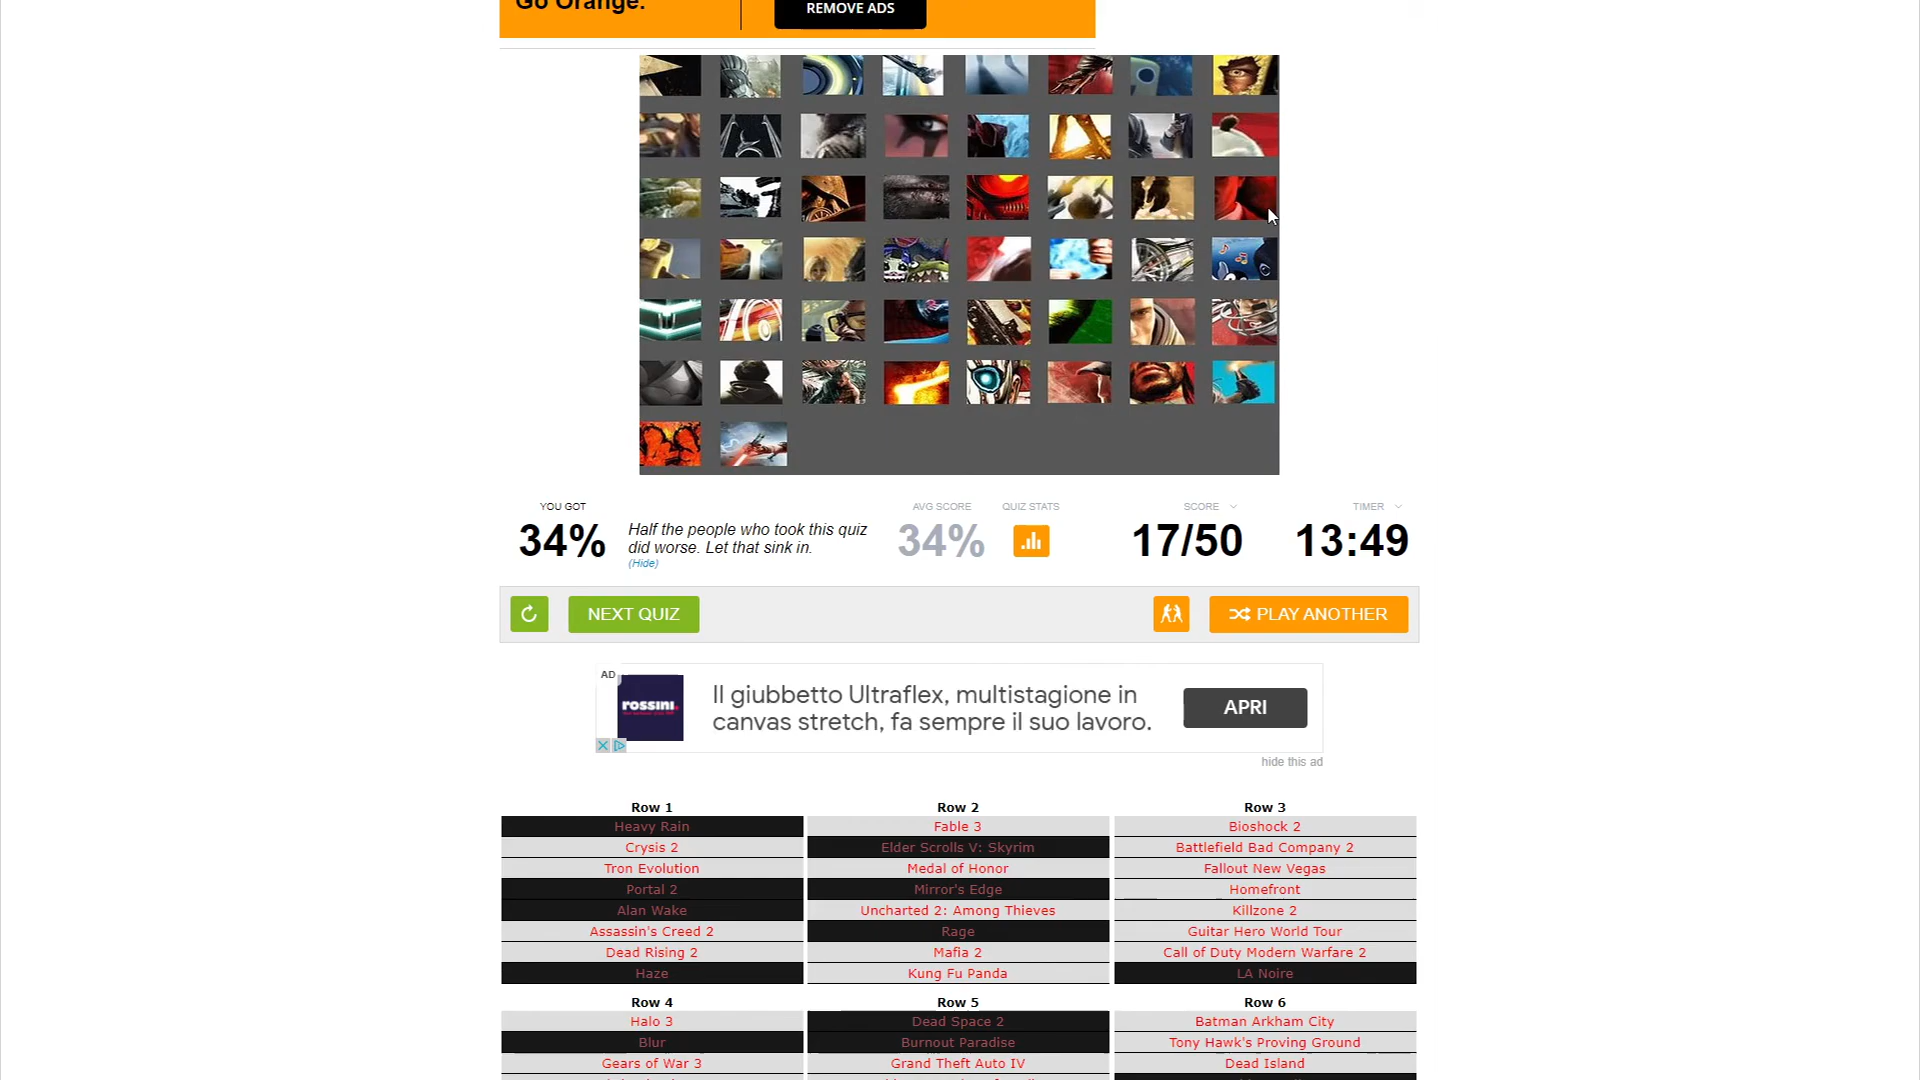 Go Orange.
REMOVE ADS
YOU GOT
34%
Half the people who took this quiz
did worse. Let that sink in.
(Hide)
AVG SCORE
34%
QUIZ STATS
SCORE
17/50
TIMER
13:49
NEXT QUIZ
PLAY ANOTHER
AD
rossini.
Il giubbetto Ultraflex, multistagione in
canvas stretch, fa sempre il suo lavoro.
APRI
hide this ad
Row 1
Heavy Rain
Crysis 2
Tron Evolution
Portal 2
Alan Wake
Assassin's Creed 2
Dead Rising 2
Haze
Row 2
Fable 3
Elder Scrolls V: Skyrim
Medal of Honor
Mirror's Edge
Uncharted 2: Among Thieves
Rage
Mafia 2
Kung Fu Panda
Row 3
Bioshock 2
Battlefield Bad Company 2
Fallout New Vegas
Homefront
Killzone 2
Guitar Hero World Tour
Call of Duty Modern Warfare 2
LA Noire
Row 4
Halo 3
Blur
Gears of War 3
Row 5
Dead Space 2
Burnout Paradise
Grand Theft Auto IV
Row 6
Batman Arkham City
Tony Hawk's Proving Ground
Dead Island